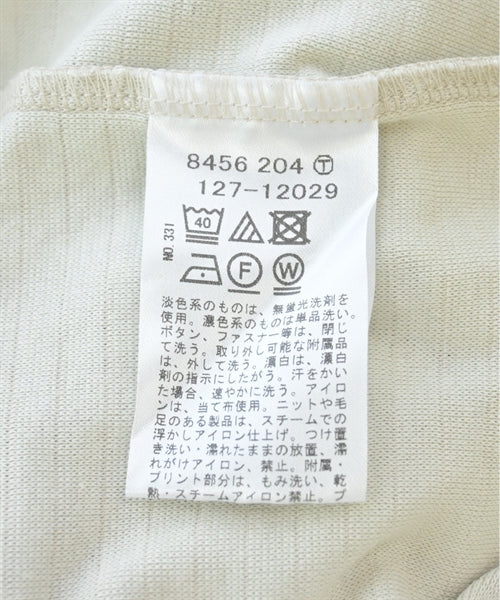 8456 204 Ⓣ
127-12029
NO.331
40
F
W
淡色系のものは、無蛍光洗剤を
使用。濃色系のものは単品洗い。
ボタン、ファスナー等は、閉じ
て洗う。取り外し可能な附属品
は、外して洗う。漂白は、漂白
剤の指示にしたがう。汗をかい
た場合、速やかに洗う。アイロ
ンは、当て布使用。ニットや毛
足のある製品は、スチームでの
浮かしアイロン仕上げ。つけ置
き洗い・濡れたままの放置、濡
れがけアイロン、禁止。附属・
プリント部分は、もみ洗い、乾
熱・スチームアイロン禁止。プ